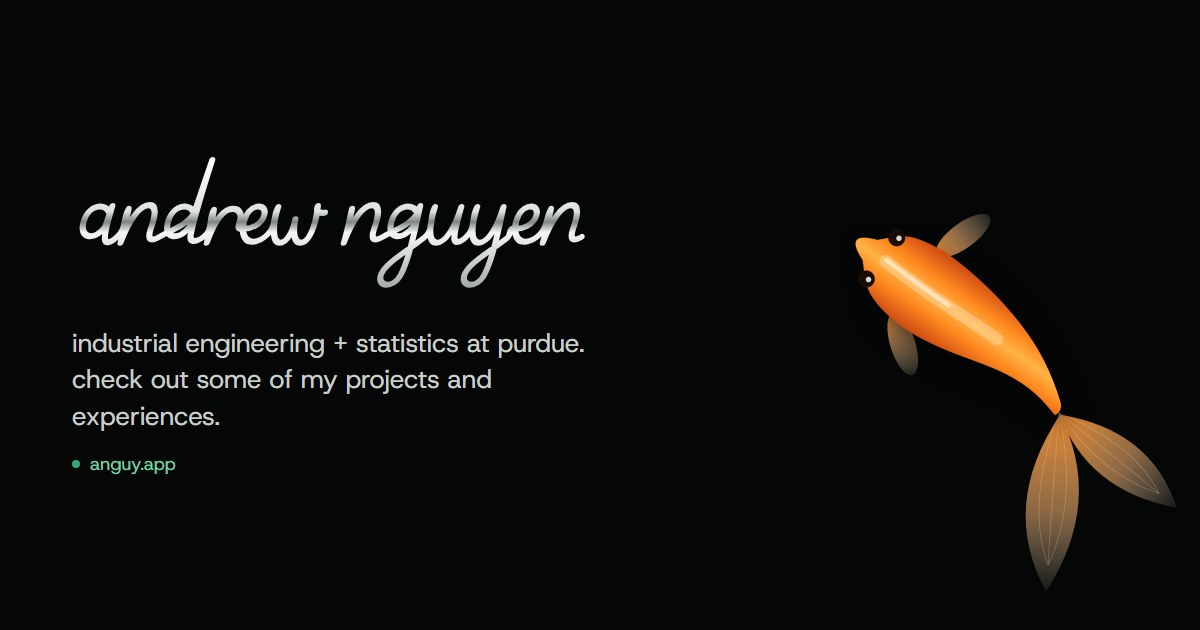 andrew nguyen
industrial engineering + statistics at purdue.
check out some of my projects and
experiences.
anguy.app